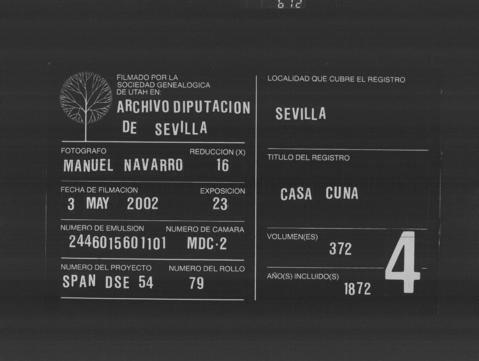 612
FILMADO POR LA
SOCIEDAD GENEALOGICA
DE UTAH EN:
ARCHIVO DIPUTACION
DE SEVILLA
FOTOGRAFO
REDUCCION (X)
MANUEL NAVARRO
16
FECHA DE FILMACION
EXPOSICION
3 MAY 2002
23
NUMERO DE EMULSION
NUMERO DE CAMARA
2446015601101
MDC-2
NUMERO DEL PROYECTO
NUMERO DEL ROLLO
SPAN DSE 54
79
LOCALIDAD QUE CUBRE EL REGISTRO
SEVILLA
TITULO DEL REGISTRO
CASA CUNA
VOLUMEN(ES)
372
4
AÑO(S) INCLUIDO(S)
1872